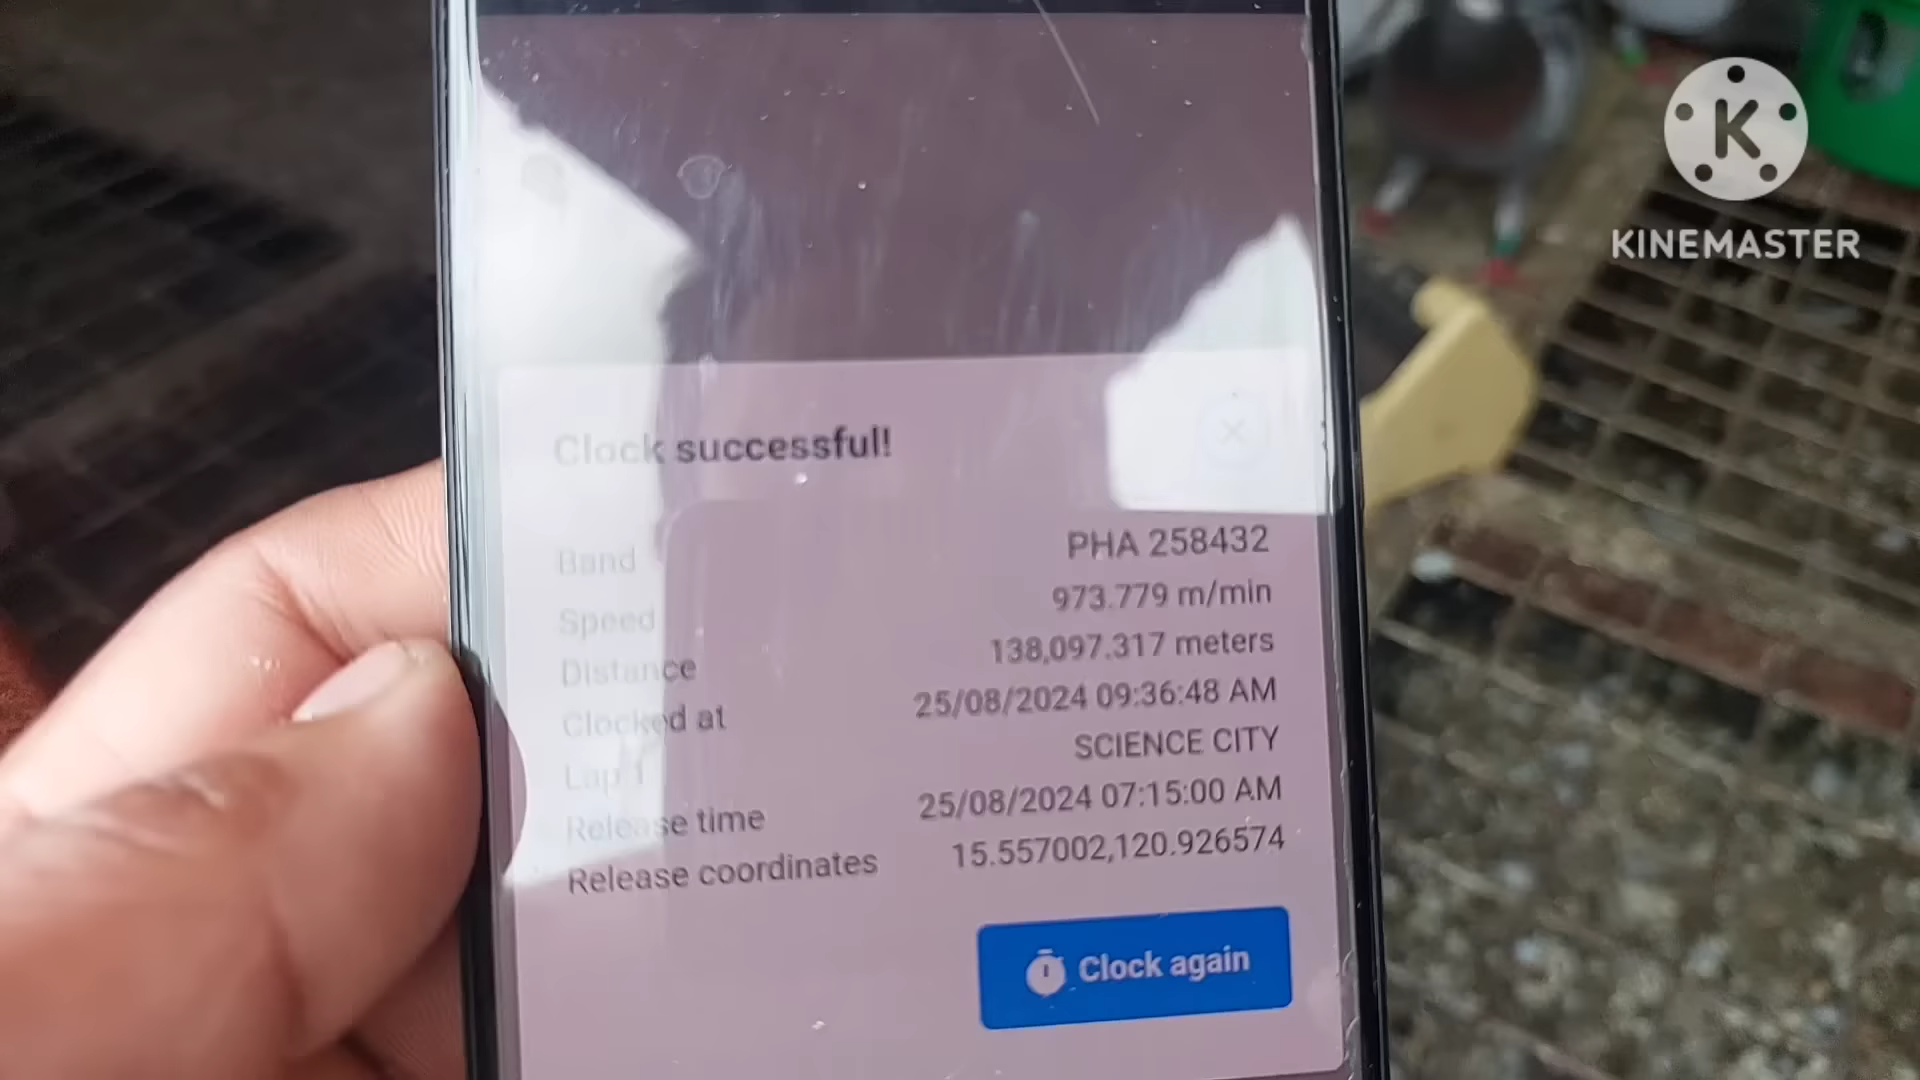 K
KINEMASTER
Clock successful!
Band PHA 258432
Speed 973.779 m/min
Distance 138,097.317 meters
Clocked at 25/08/2024 09:36:48 AM
Lap 1 SCIENCE CITY
Release time 25/08/2024 07:15:00 AM
Release coordinates 15.557002,120.926574
Clock again